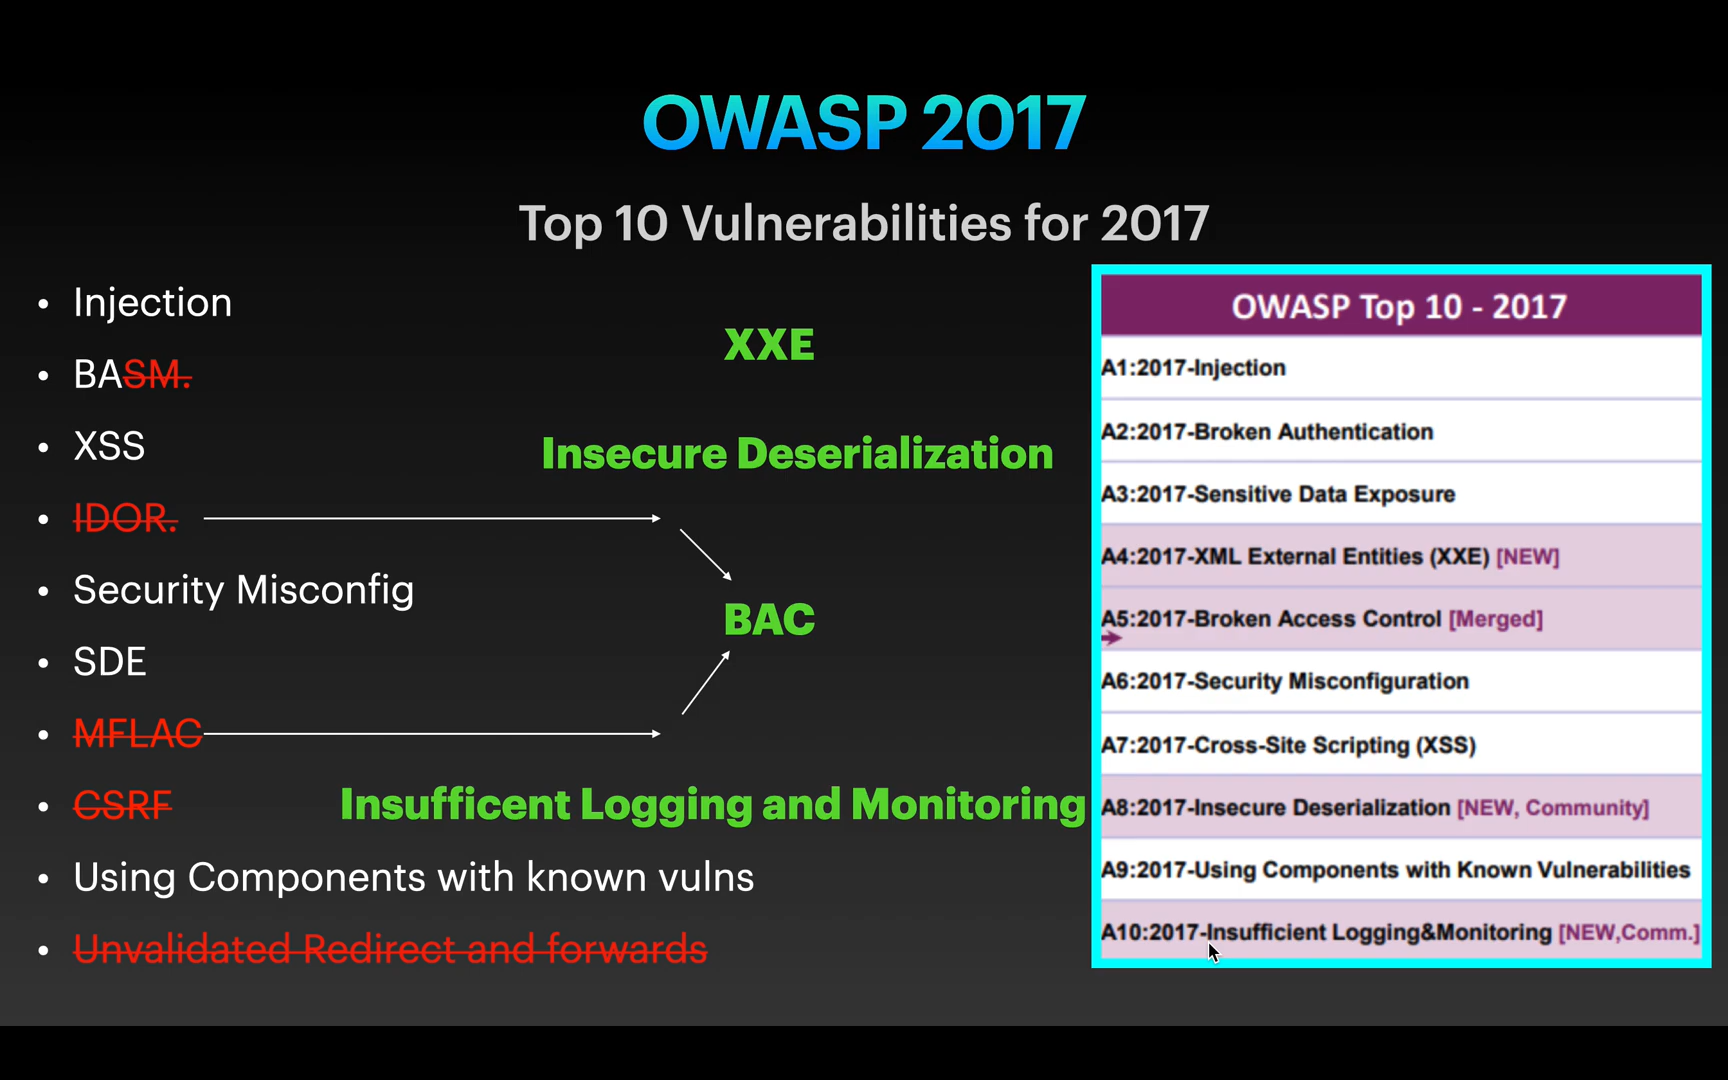 OWASP 2017
Top 10 Vulnerabilities for 2017
• Injection
• BASM.
• XSS
• IDOR.
• Security Misconfig
• SDE
• MFLAC
• CSRF
• Using Components with known vulns
• Unvalidated Redirect and forwards
XXE
Insecure Deserialization
BAC
Insufficent Logging and Monitoring
OWASP Top 10 - 2017
A1:2017-Injection
A2:2017-Broken Authentication
A3:2017-Sensitive Data Exposure
A4:2017-XML External Entities (XXE) [NEW]
A5:2017-Broken Access Control [Merged]
A6:2017-Security Misconfiguration
A7:2017-Cross-Site Scripting (XSS)
A8:2017-Insecure Deserialization [NEW, Community]
A9:2017-Using Components with Known Vulnerabilities
A10:2017-Insufficient Logging&Monitoring [NEW,Comm.]